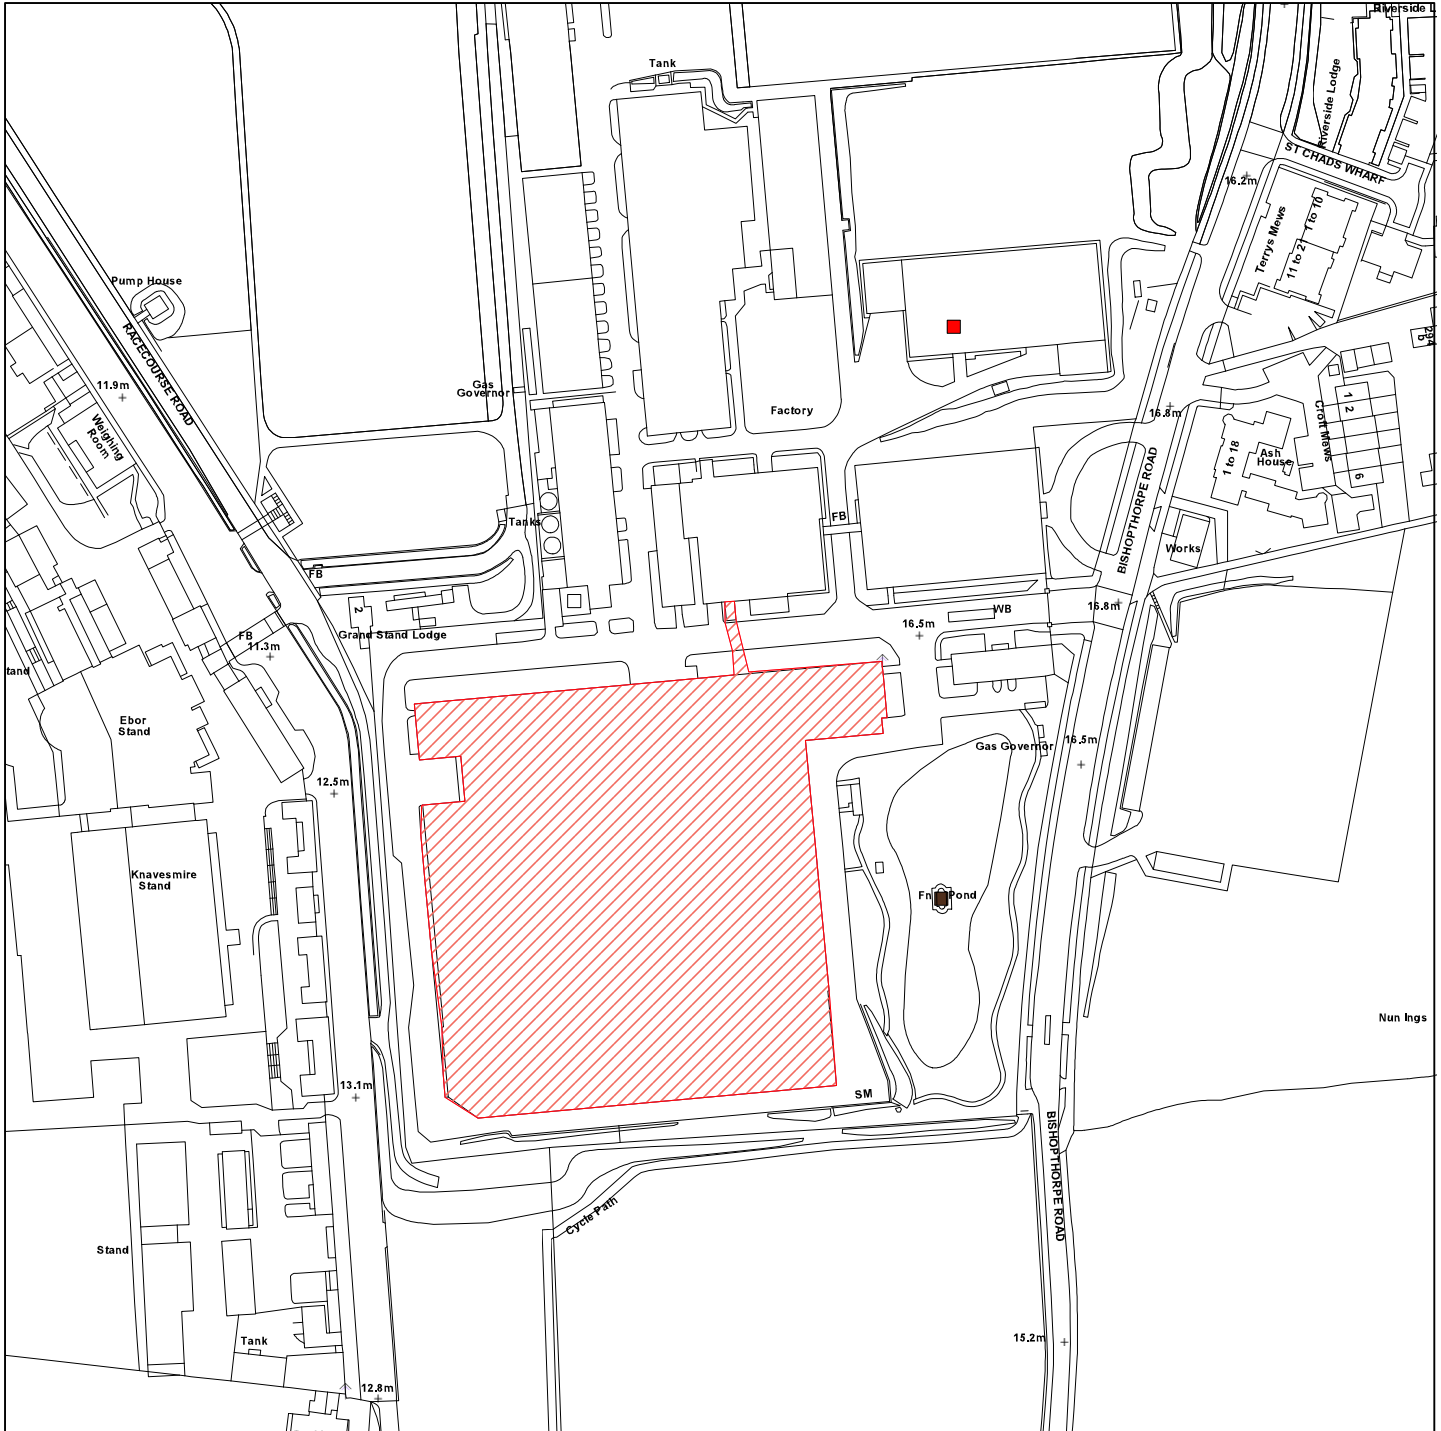 Riverside L
Tank
Riverside Lodge
ST CHADS WHARF
16.2m
1 to 10
Terrys Mews
11 to 21
Pump House
RACECOURSE ROAD
294
11.9m
Gas
Governor
Factory
1
2
Croft Mews
16.8m
Weighing
Room
Ash
House
1 to 18
6
BISHOPTHORPE ROAD
Tanks
FB
Works
FB
2
16.8m
WB
16.5m
Grand Stand Lodge
FB
11.3m
tand
Ebor
Stand
16.5m
Gas Governor
12.5m
Knavesmire
Stand
Fn
Pond
Nun Ings
13.1m
SM
BISHOPTHORPE ROAD
Cycle Path
Stand
15.2m
Tank
12.8m